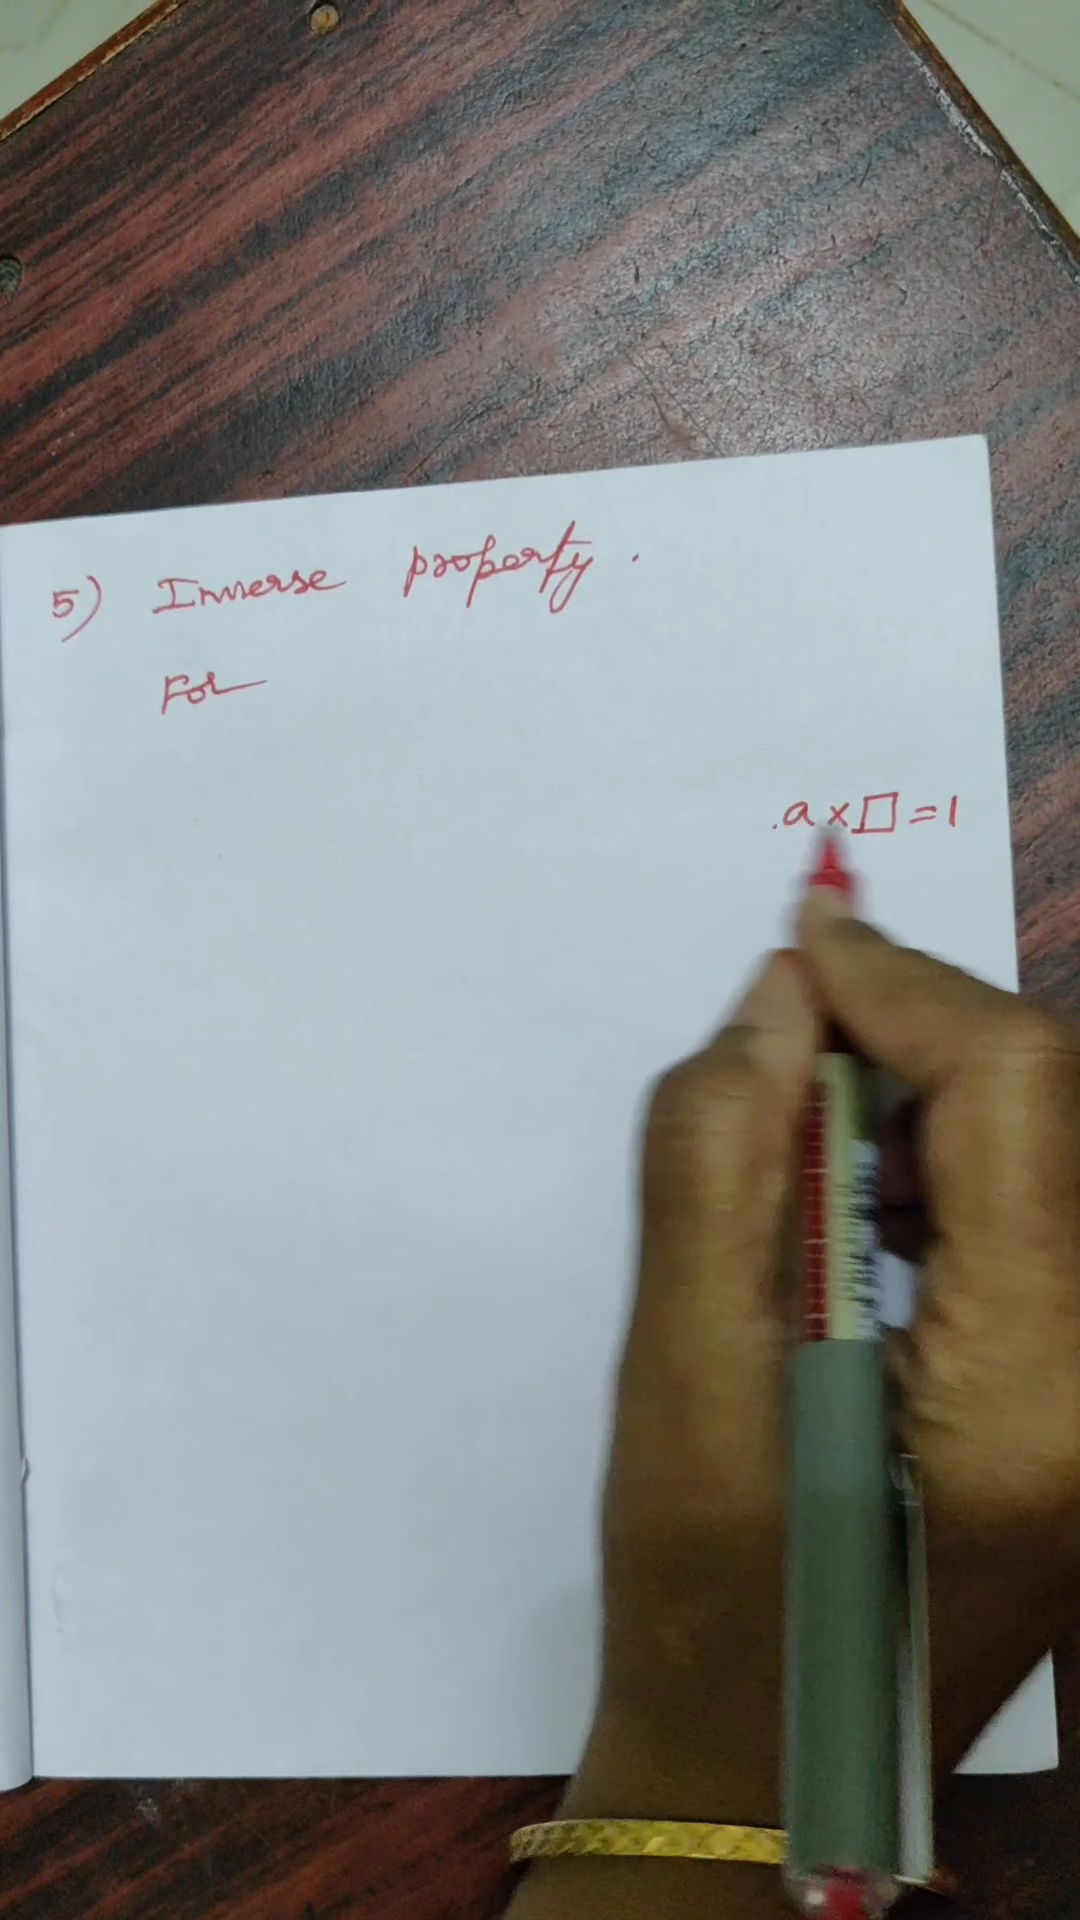 5) Inverse property.
For
.a x □ = 1